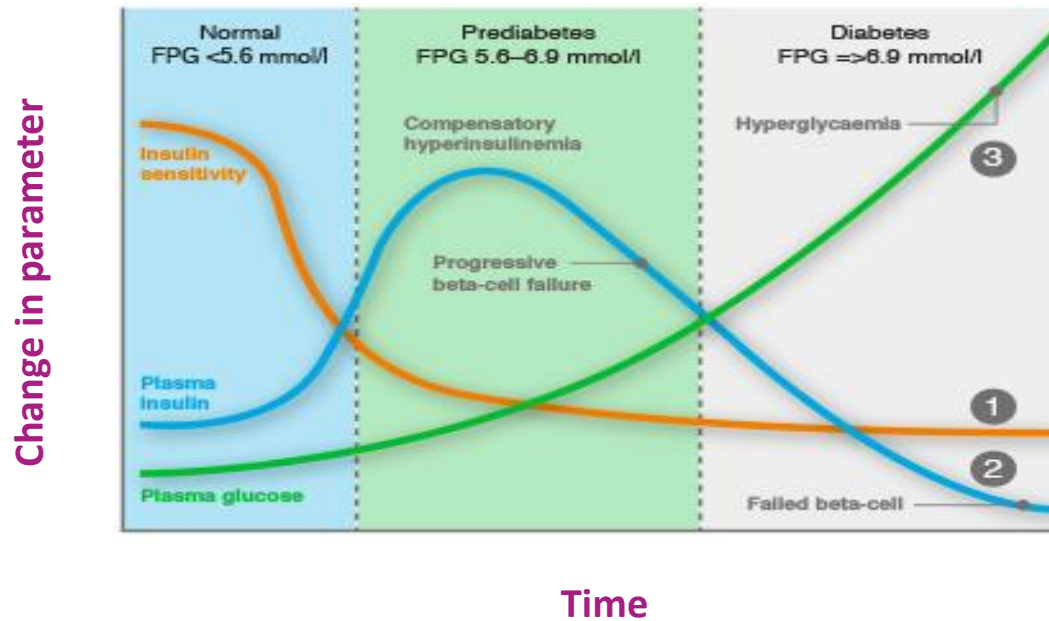 Normal
FPG <5.6 mmol/l
Prediabetes
FPG 5.6–6.9 mmol/l
Diabetes
FPG =>6.9 mmol/l
Change in parameter
Insulin
sensitivity
Compensatory
hyperinsulinemia
Hyperglycaemia
3
Progressive
beta-cell failure
Plasma
insulin
1
2
Plasma glucose
Failed beta-cell
Time